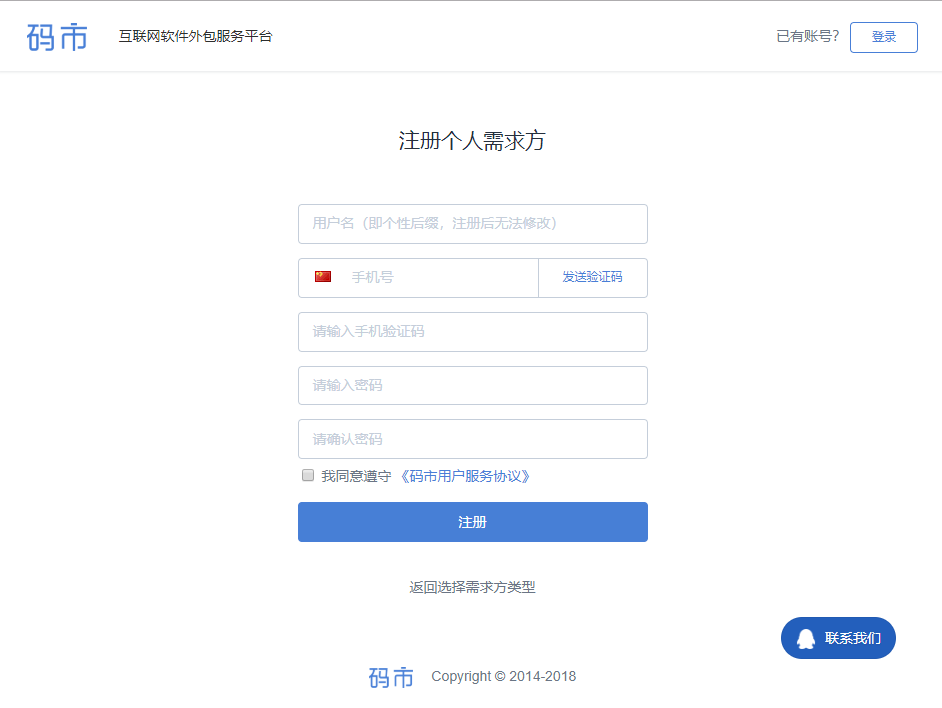 码市 互联网软件外包服务平台 已有账号? 登录
注册个人需求方
用户名（即个性后缀，注册后无法修改）
手机号 发送验证码
请输入手机验证码
请输入密码
请确认密码
我同意遵守 《码市用户服务协议》
注册
返回选择需求方类型
联系我们
码市 Copyright © 2014-2018